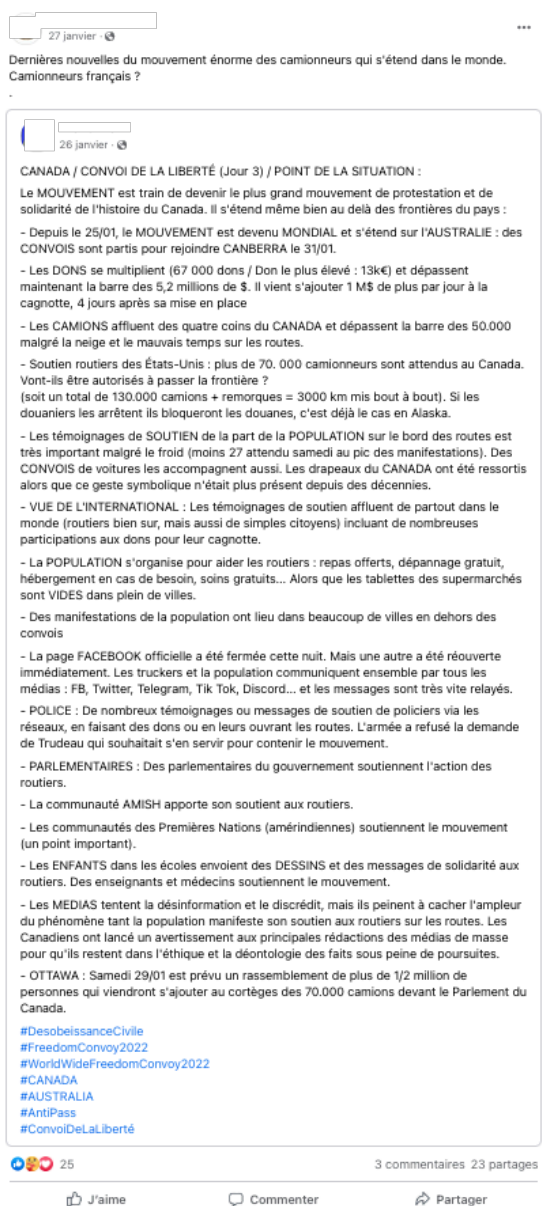 27 janvier ·
Dernières nouvelles du mouvement énorme des camionneurs qui s'étend dans le monde.
Camionneurs français ?
.
26 janvier ·
CANADA / CONVOI DE LA LIBERTÉ (Jour 3) / POINT DE LA SITUATION :
Le MOUVEMENT est train de devenir le plus grand mouvement de protestation et de
solidarité de l'histoire du Canada. Il s'étend même bien au delà des frontières du pays :
- Depuis le 25/01, le MOUVEMENT est devenu MONDIAL et s'étend sur l'AUSTRALIE : des
CONVOIS sont partis pour rejoindre CANBERRA le 31/01.
- Les DONS se multiplient (67 000 dons / Don le plus élevé : 13k€) et dépassent
maintenant la barre des 5,2 millions de $. Il vient s'ajouter 1 M$ de plus par jour à la
cagnotte, 4 jours après sa mise en place
- Les CAMIONS affluent des quatre coins du CANADA et dépassent la barre des 50.000
malgré la neige et le mauvais temps sur les routes.
- Soutien routiers des États-Unis : plus de 70. 000 camionneurs sont attendus au Canada.
Vont-ils être autorisés à passer la frontière ?
(soit un total de 130.000 camions + remorques = 3000 km mis bout à bout). Si les
douaniers les arrêtent ils bloqueront les douanes, c'est déjà le cas en Alaska.
- Les témoignages de SOUTIEN de la part de la POPULATION sur le bord des routes est
très important malgré le froid (moins 27 attendu samedi au pic des manifestations). Des
CONVOIS de voitures les accompagnent aussi. Les drapeaux du CANADA ont été ressortis
alors que ce geste symbolique n'était plus présent depuis des décennies.
- VUE DE L'INTERNATIONAL : Les témoignages de soutien affluent de partout dans le
monde (routiers bien sur, mais aussi de simples citoyens) incluant de nombreuses
participations aux dons pour leur cagnotte.
- La POPULATION s'organise pour aider les routiers : repas offerts, dépannage gratuit,
hébergement en cas de besoin, soins gratuits... Alors que les tablettes des supermarchés
sont VIDES dans plein de villes.
- Des manifestations de la population ont lieu dans beaucoup de villes en dehors des
convois
- La page FACEBOOK officielle a été fermée cette nuit. Mais une autre a été réouverte
immédiatement. Les truckers et la population communiquent ensemble par tous les
médias : FB, Twitter, Telegram, Tik Tok, Discord... et les messages sont très vite relayés.
- POLICE : De nombreux témoignages ou messages de soutien de policiers via les
réseaux, en faisant des dons ou en leurs ouvrant les routes. L'armée a refusé la demande
de Trudeau qui souhaitait s'en servir pour contenir le mouvement.
- PARLEMENTAIRES : Des parlementaires du gouvernement soutiennent l'action des
routiers.
- La communauté AMISH apporte son soutient aux routiers.
- Les communautés des Premières Nations (amérindiennes) soutiennent le mouvement
(un point important).
- Les ENFANTS dans les écoles envoient des DESSINS et des messages de solidarité aux
routiers. Des enseignants et médecins soutiennent le mouvement.
- Les MEDIAS tentent la désinformation et le discrédit, mais ils peinent à cacher l'ampleur
du phénomène tant la population manifeste son soutien aux routiers sur les routes. Les
Canadiens ont lancé un avertissement aux principales rédactions des médias de masse
pour qu'ils restent dans l'éthique et la déontologie des faits sous peine de poursuites.
- OTTAWA : Samedi 29/01 est prévu un rassemblement de plus de 1/2 million de
personnes qui viendront s'ajouter au cortèges des 70.000 camions devant le Parlement du
Canada.
#DesobeissanceCivile
#FreedomConvoy2022
#WorldWideFreedomConvoy2022
#CANADA
#AUSTRALIA
#AntiPass
#ConvoiDeLaLiberté
25
3 commentaires 23 partages
J'aime
Commenter
Partager